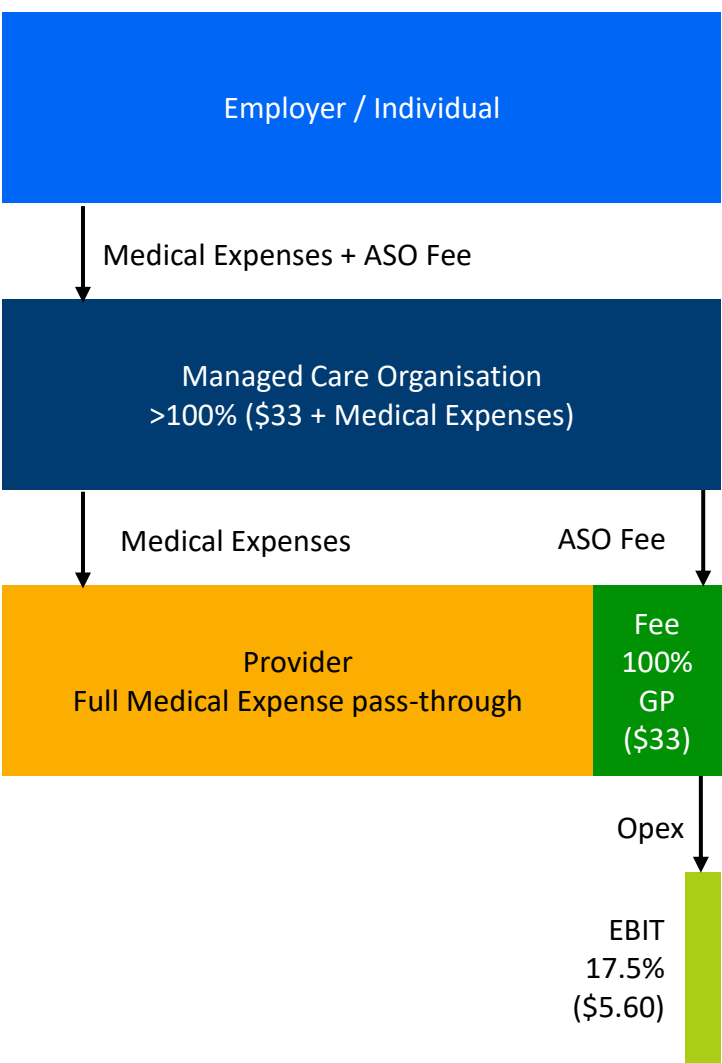 Employer / Individual
Medical Expenses + ASO Fee
Managed Care Organisation
>100% ($33 + Medical Expenses)
Medical Expenses
ASO Fee
Provider
Full Medical Expense pass-through
Fee
100%
GP
($33)
Opex
EBIT
17.5%
($5.60)